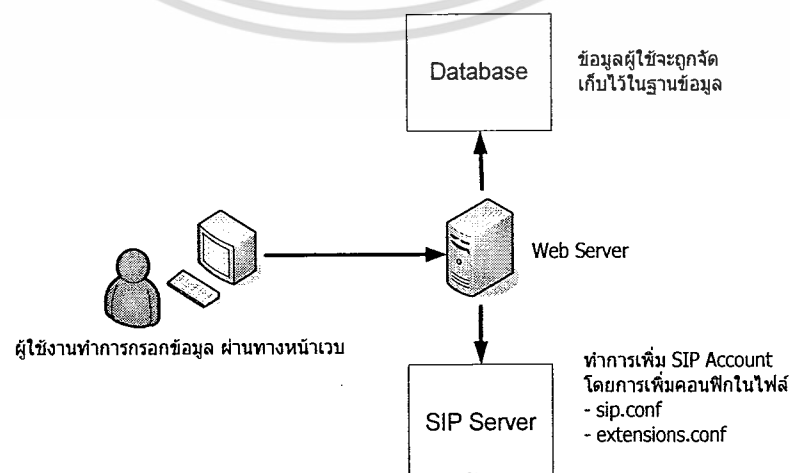 Database
ข้อมูลผู้ใช้จะถูกจัด
เก็บไว้ในฐานข้อมูล
Web Server
ผู้ใช้งานทำการกรอกข้อมูล ผ่านทางหน้าเวบ
SIP Server
ทำการเพิ่ม SIP Account
โดยการเพิ่มคอนฟิกในไฟล์
- sip.conf
- extensions.conf